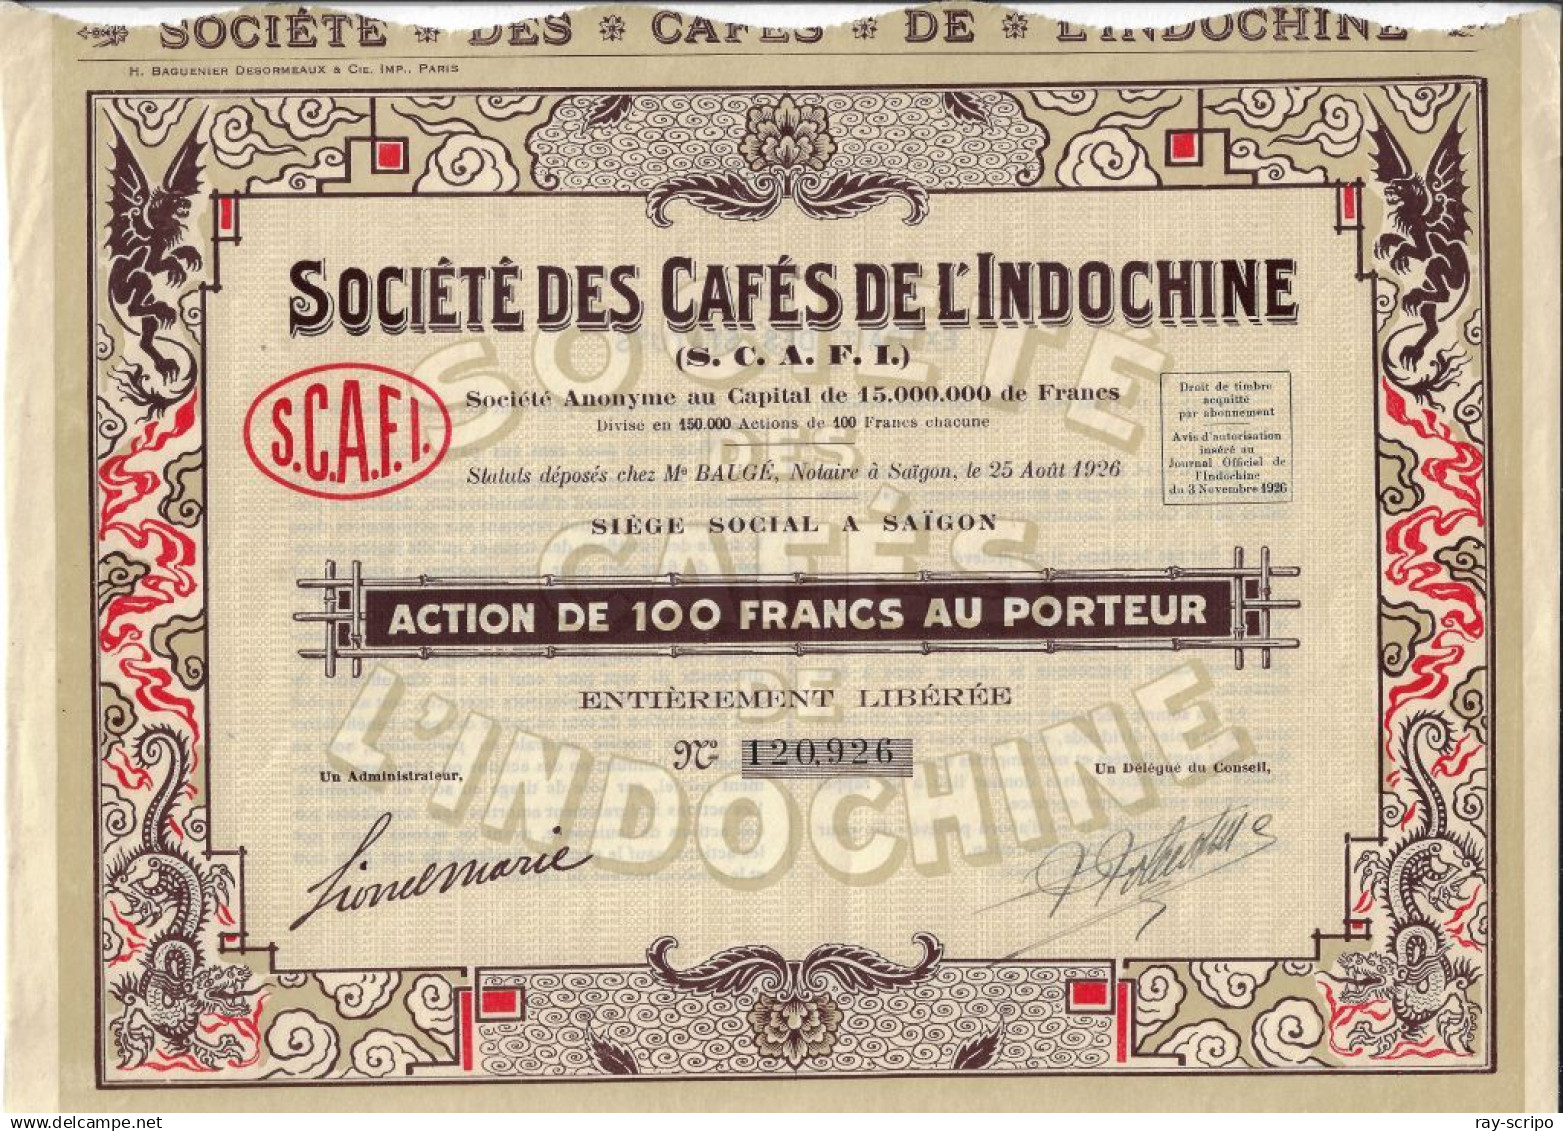 SOCIÉTÉ DES CAFÉS DE L'INDOCHINE
H. BAGUENIER DESORMEAUX & CIE. IMP., PARIS
SOCIÉTÉ DES CAFÉS DE L'INDOCHINE
(S. C. A. F. I.)
S.C.A.F.I.
Société Anonyme au Capital de 15.000.000 de Francs
Divisé en 150.000 Actions de 100 Francs chacune
Statuts déposés chez Me BAUGÉ, Notaire à Saïgon, le 25 Août 1926
Droit de timbre
acquitté
par abonnement
Avis d'autorisation
inséré au
Journal Officiel de
l'Indochine
du 3 Novembre 1926
SIÈGE SOCIAL A SAÏGON
ACTION DE 100 FRANCS AU PORTEUR
ENTIÈREMENT LIBÉRÉE
No 120.926
Un Administrateur,
Un Délégué du Conseil,
Lionelmarie
SOCIÉTÉ
DES
CAFÉS
DE
L'INDOCHINE
www.delcampe.net
ray-scripo